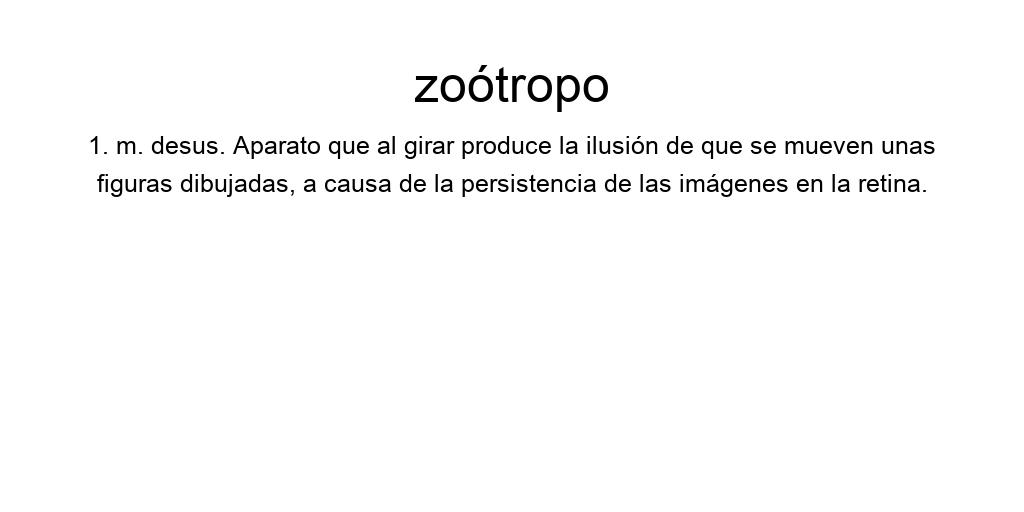 zoótropo
1. m. desus. Aparato que al girar produce la ilusión de que se mueven unas
figuras dibujadas, a causa de la persistencia de las imágenes en la retina.